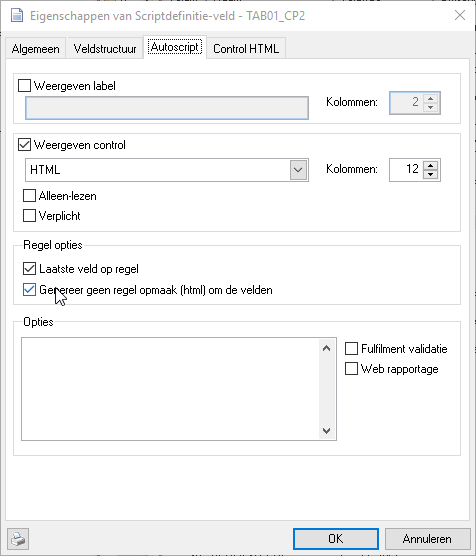 Eigenschappen van Scriptdefinitie-veld - TAB01_CP2
Algemeen Veldstructuur Autoscript Control HTML
Weergeven label
Kolommen: 2
Weergeven control
HTML Kolommen: 12
Alleen-lezen
Verplicht
Regel opties
Laatste veld op regel
Genereer geen regel opmaak (html) om de velden
Opties
Fulfilment validatie
Web rapportage
OK Annuleren